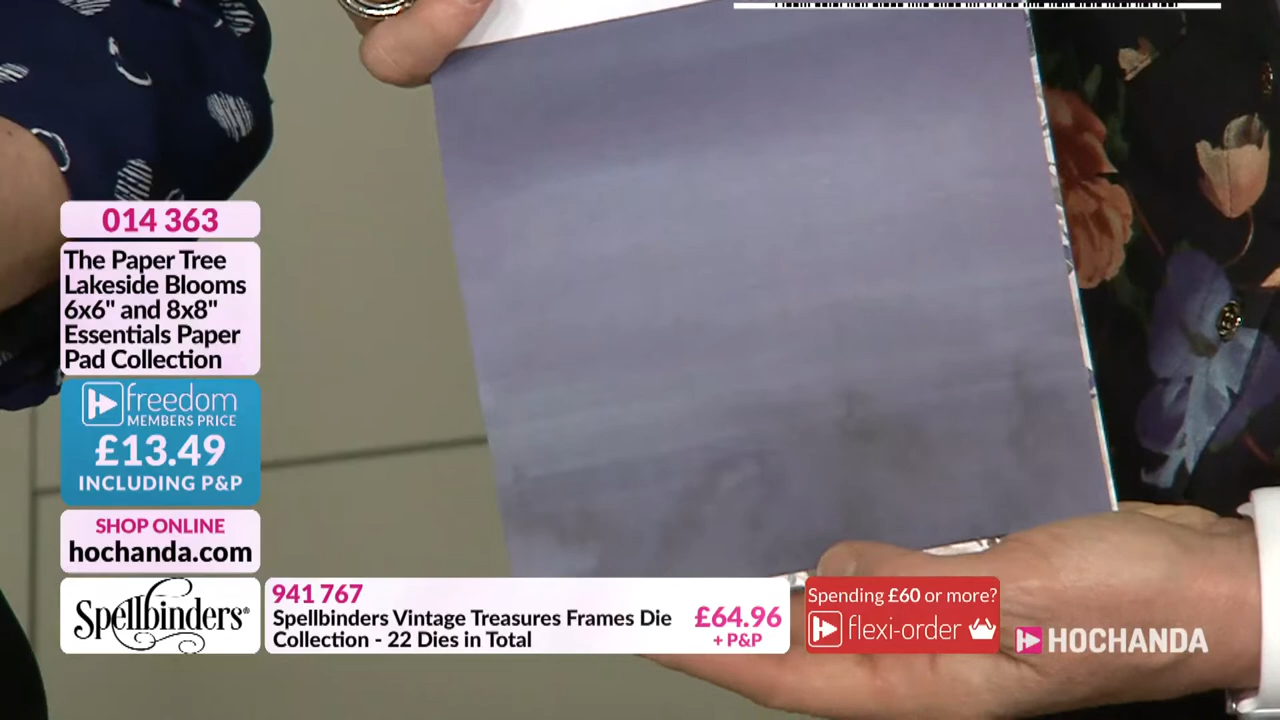 014 363
The Paper Tree
Lakeside Blooms
6x6" and 8x8"
Essentials Paper
Pad Collection
freedom
MEMBERS PRICE
£13.49
INCLUDING P&P
SHOP ONLINE
hochanda.com
Spellbinders®
941 767
Spellbinders Vintage Treasures Frames Die
Collection - 22 Dies in Total
£64.96
+ P&P
Spending £60 or more?
flexi-order
HOCHANDA